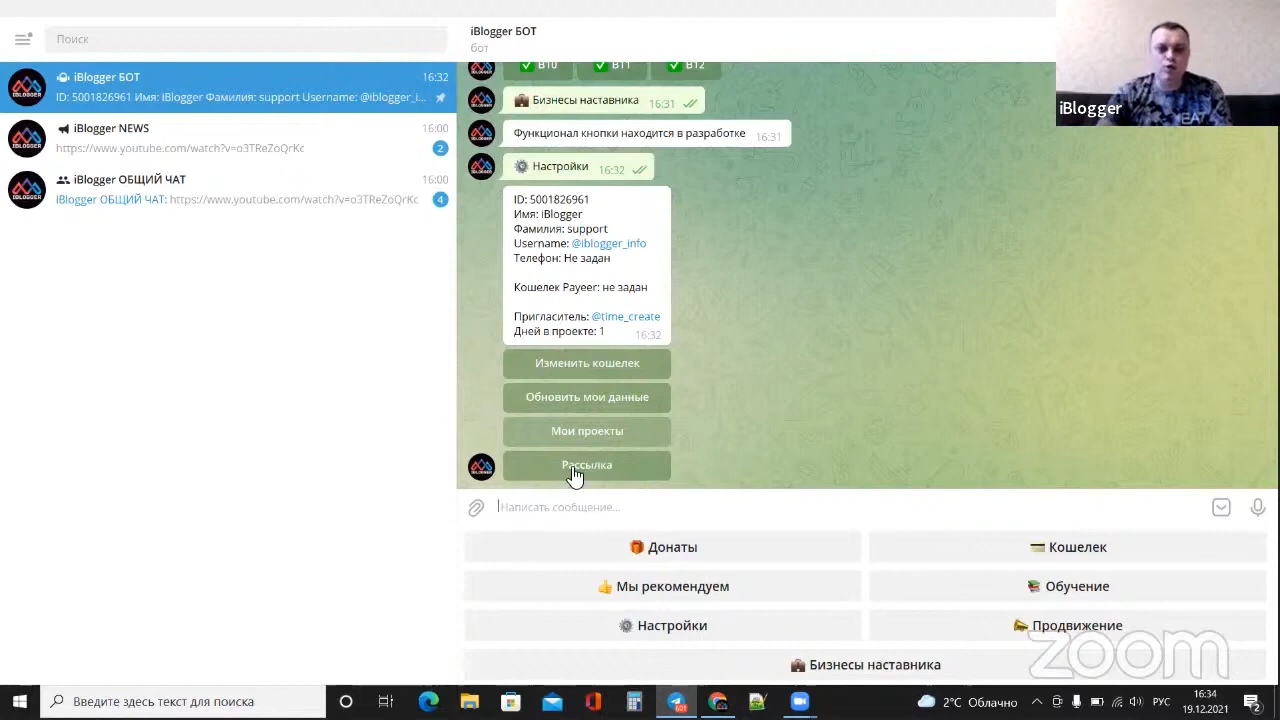 Поиск
iBlogger БОТ
16:32
ID: 5001826961 Имя: iBlogger Фамилия: support Username: @iblogger_i...
iBlogger NEWS
16:00
https://www.youtube.com/watch?v=o3TReZoQrKc
2
iBlogger ОБЩИЙ ЧАТ
16:00
iBlogger ОБЩИЙ ЧАТ: https://www.youtube.com/watch?v=o3TReZoQrKc
4
iBlogger БОТ
бот
B10 B11 B12
Бизнесы наставника 16:31
Функционал кнопки находится в разработке 16:31
Настройки 16:32
ID: 5001826961
Имя: iBlogger
Фамилия: support
Username: @iblogger_info
Телефон: Не задан
Кошелек Payeer: не задан
Пригласитель: @time_create
Дней в проекте: 1
16:32
Изменить кошелек
Обновить мои данные
Мои проекты
Рассылка
Написать сообщение...
Донаты
Кошелек
Мы рекомендуем
Обучение
Настройки
Продвижение
Бизнесы наставника
iBlogger
zoom
Введите здесь текст для поиска
2°C Облачно
РУС
16:34
19.12.2021
2